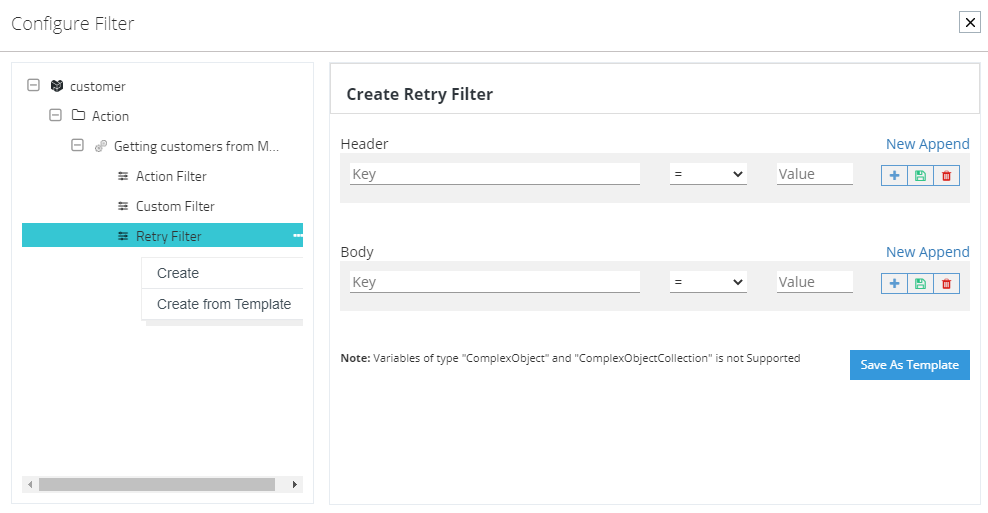 Configure Filter
customer
Action
Getting customers from M...
Action Filter
Custom Filter
Retry Filter
Create
Create from Template
Create Retry Filter
Header
New Append
Key
=
Value
Body
New Append
Key
=
Value
Note: Variables of type "ComplexObject" and "ComplexObjectCollection" is not Supported
Save As Template